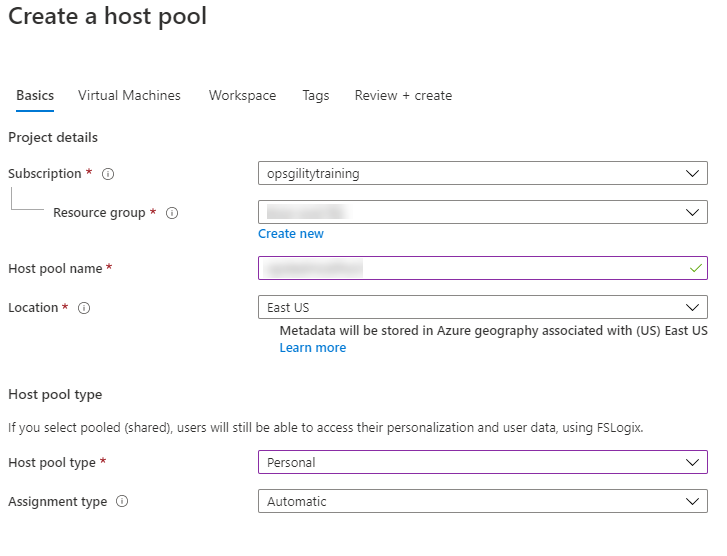 Create a host pool
Basics Virtual Machines Workspace Tags Review + create
Project details
Subscription * opsgilitytraining
Resource group *
Create new
Host pool name *
Location * East US
Metadata will be stored in Azure geography associated with (US) East US
Learn more
Host pool type
If you select pooled (shared), users will still be able to access their personalization and user data, using FSLogix.
Host pool type * Personal
Assignment type Automatic